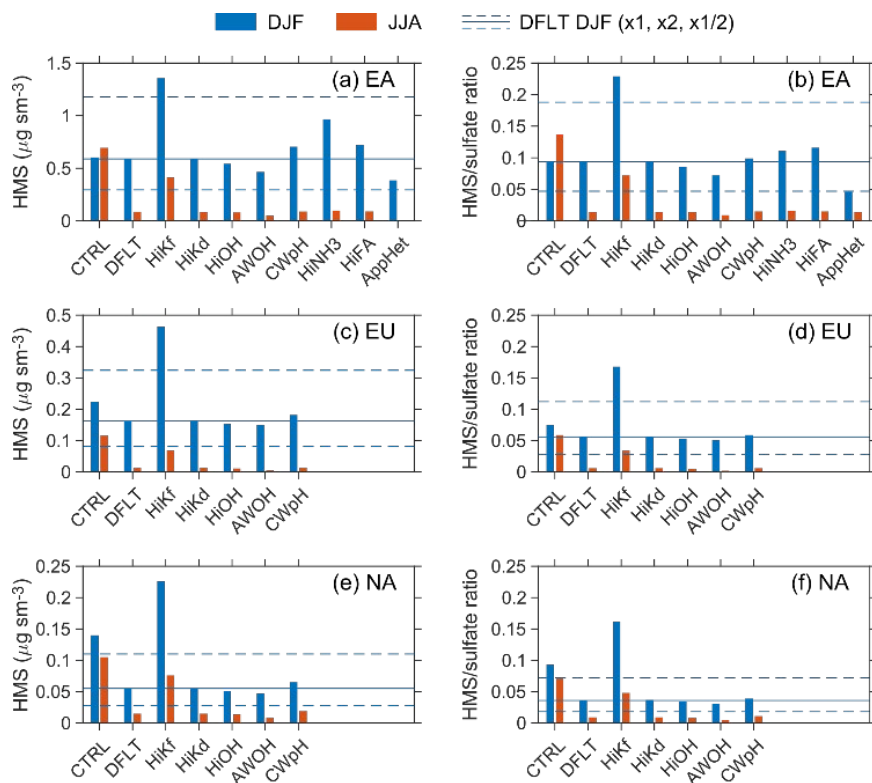 DJF JJA DFLT DJF (x1, x2, x1/2)
(a) EA
HMS (μg sm-3)
1.5
1
0.5
0
CTRL DFLT HiKf HiKd HiOH AWOH CWpH HiNH3 HiFA AppHet
(b) EA
HMS/sulfate ratio
0.25
0.2
0.15
0.1
0.05
0
CTRL DFLT HiKf HiKd HiOH AWOH CWpH HiNH3 HiFA AppHet
(c) EU
HMS (μg sm-3)
0.5
0.4
0.3
0.2
0.1
0
CTRL DFLT HiKf HiKd HiOH AWOH CWpH
(d) EU
HMS/sulfate ratio
0.25
0.2
0.15
0.1
0.05
0
CTRL DFLT HiKf HiKd HiOH AWOH CWpH
(e) NA
HMS (μg sm-3)
0.25
0.2
0.15
0.1
0.05
0
CTRL DFLT HiKf HiKd HiOH AWOH CWpH
(f) NA
HMS/sulfate ratio
0.25
0.2
0.15
0.1
0.05
0
CTRL DFLT HiKf HiKd HiOH AWOH CWpH